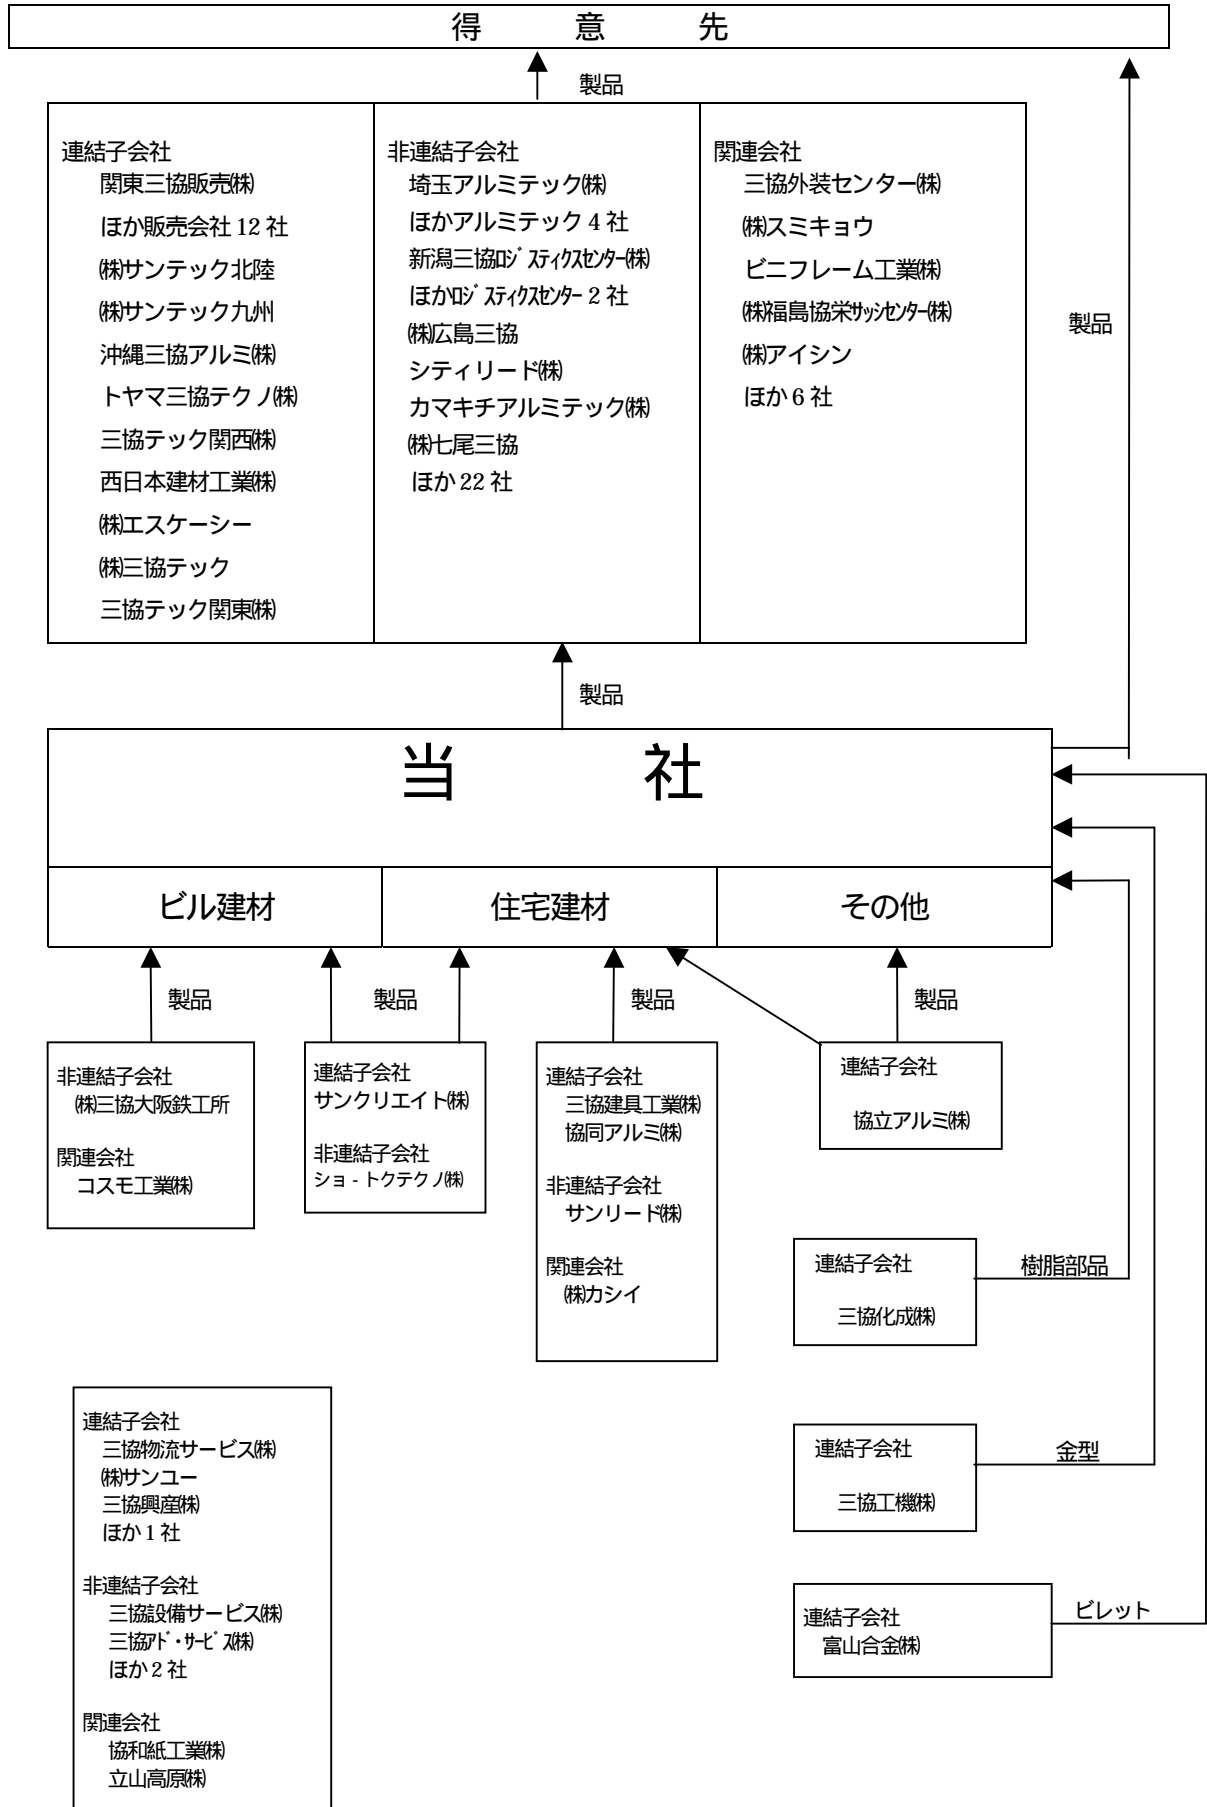 得 意 先
製品
連結子会社
関東三協販売㈱
ほか販売会社 12 社
㈱サンテック北陸
㈱サンテック九州
沖縄三協アルミ㈱
トヤマ三協テクノ㈱
三協テック関西㈱
西日本建材工業㈱
㈱エスケーシー
㈱三協テック
三協テック関東㈱
非連結子会社
埼玉アルミテック㈱
ほかアルミテック 4 社
新潟三協ﾛｼﾞｽティクスセンター㈱
ほかﾛｼﾞｽティクスセンター 2 社
㈱広島三協
シティリード㈱
カマキチアルミテック㈱
㈱七尾三協
ほか 22 社
関連会社
三協外装センター㈱
㈱スミキョウ
ビニフレーム工業㈱
㈱福島協栄サッシセンター㈱
㈱アイシン
ほか 6 社
製品
製品
当 社
ビル建材
住宅建材
その他
製品
製品
製品
製品
非連結子会社
㈱三協大阪鉄工所
関連会社
コスモ工業㈱
連結子会社
サンクリエイト㈱
非連結子会社
ショ - トクテクノ㈱
連結子会社
三協建具工業㈱
協同アルミ㈱
非連結子会社
サンリード㈱
関連会社
㈱カシイ
連結子会社
協立アルミ㈱
連結子会社
三協化成㈱
樹脂部品
連結子会社
三協工機㈱
金型
連結子会社
富山合金㈱
ビレット
連結子会社
三協物流サービス㈱
㈱サンユー
三協興産㈱
ほか 1 社
非連結子会社
三協設備サービス㈱
三協ｱﾄﾞ・ｻｰﾋﾞｽ㈱
ほか 2 社
関連会社
協和紙工業㈱
立山高原㈱